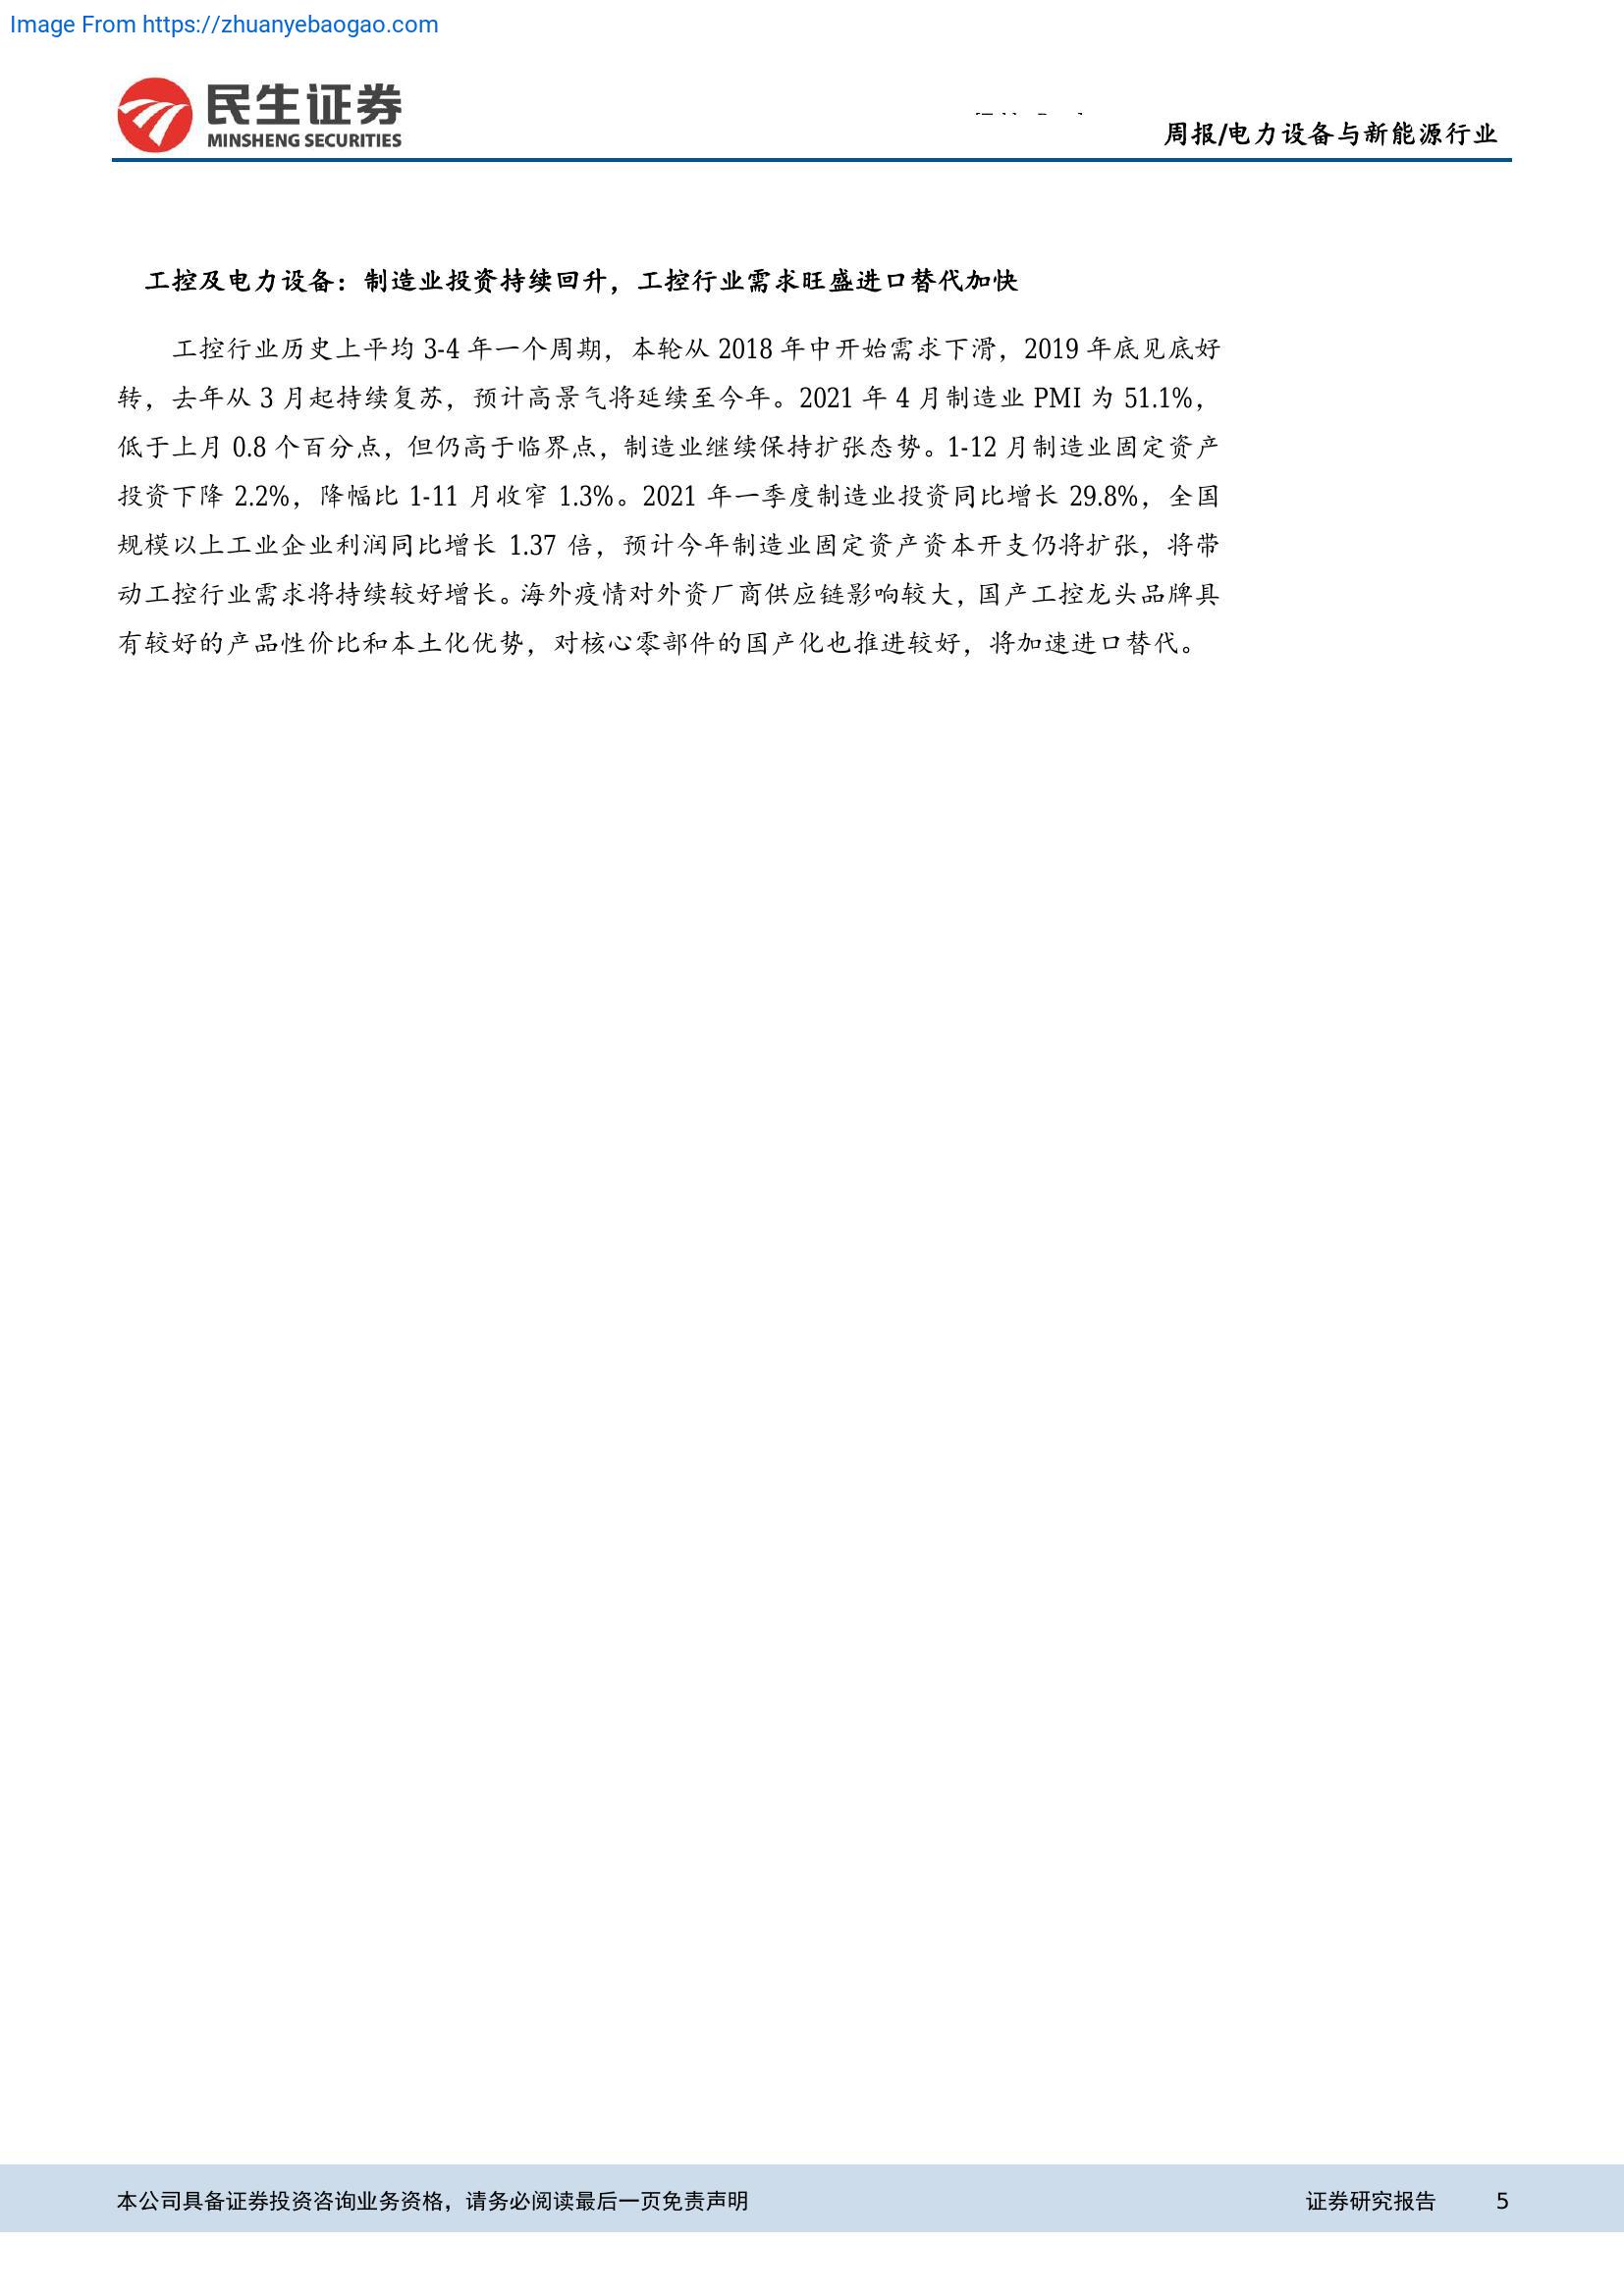 Image From https://zhuanyebaogao.com
民生证券
MINSHENG SECURITIES
周报/电力设备与新能源行业
工控及电力设备：制造业投资持续回升，工控行业需求旺盛进口替代加快
工控行业历史上平均 3-4 年一个周期，本轮从 2018 年中开始需求下滑，2019 年底见底好
转，去年从 3 月起持续复苏，预计高景气将延续至今年。2021 年 4 月制造业 PMI 为 51.1%，
低于上月 0.8 个百分点，但仍高于临界点，制造业继续保持扩张态势。1-12 月制造业固定资产
投资下降 2.2%，降幅比 1-11 月收窄 1.3%。2021 年一季度制造业投资同比增长 29.8%，全国
规模以上工业企业利润同比增长 1.37 倍，预计今年制造业固定资产资本开支仍将扩张，将带
动工控行业需求将持续较好增长。海外疫情对外资厂商供应链影响较大，国产工控龙头品牌具
有较好的产品性价比和本土化优势，对核心零部件的国产化也推进较好，将加速进口替代。
本公司具备证券投资咨询业务资格，请务必阅读最后一页免责声明
证券研究报告 5